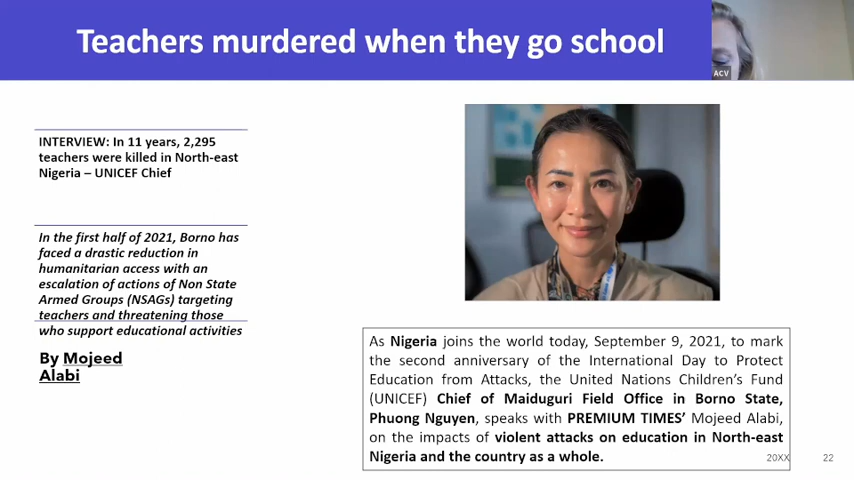 Teachers murdered when they go school
ACV
INTERVIEW: In 11 years, 2,295
teachers were killed in North-east
Nigeria – UNICEF Chief
In the first half of 2021, Borno has
faced a drastic reduction in
humanitarian access with an
escalation of actions of Non State
Armed Groups (NSAGs) targeting
teachers and threatening those
who support educational activities
By Mojeed
Alabi
As Nigeria joins the world today, September 9, 2021, to mark
the second anniversary of the International Day to Protect
Education from Attacks, the United Nations Children’s Fund
(UNICEF) Chief of Maiduguri Field Office in Borno State,
Phuong Nguyen, speaks with PREMIUM TIMES’ Mojeed Alabi,
on the impacts of violent attacks on education in North-east
Nigeria and the country as a whole.
20XX
22